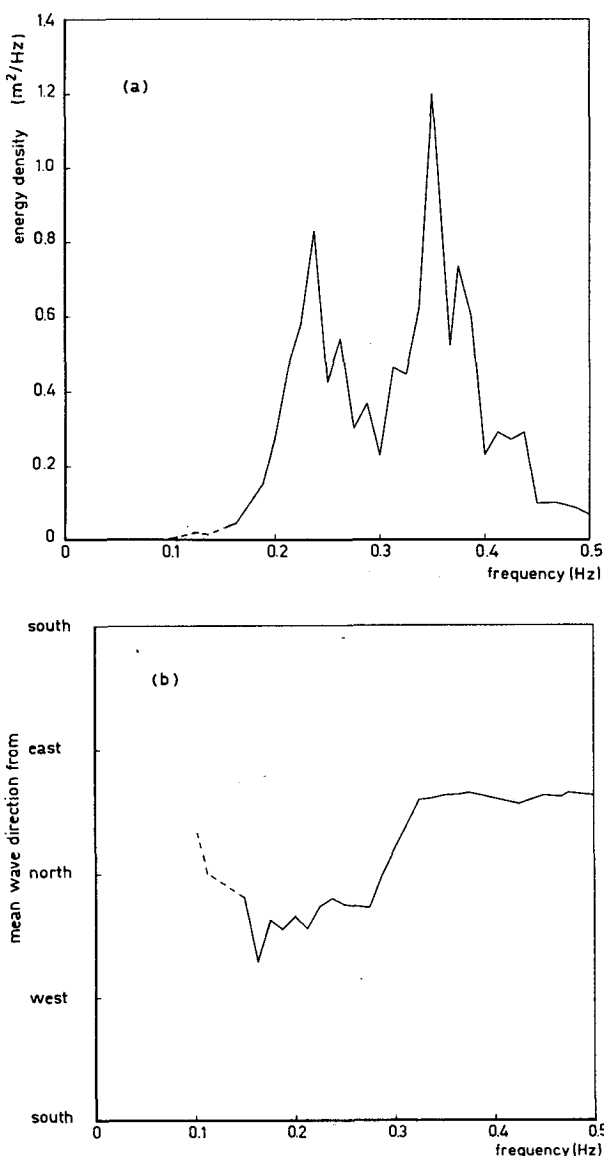 1.4
energy density (m²/Hz)
(a)
1.2
1.0
0.8
0.6
0.4
0.2
0
0 0.1 0.2 0.3 0.4 0.5
frequency (Hz)
south
(b)
mean wave direction from
east
north
west
south
0 0.1 0.2 0.3 0.4 0.5
frequency (Hz)